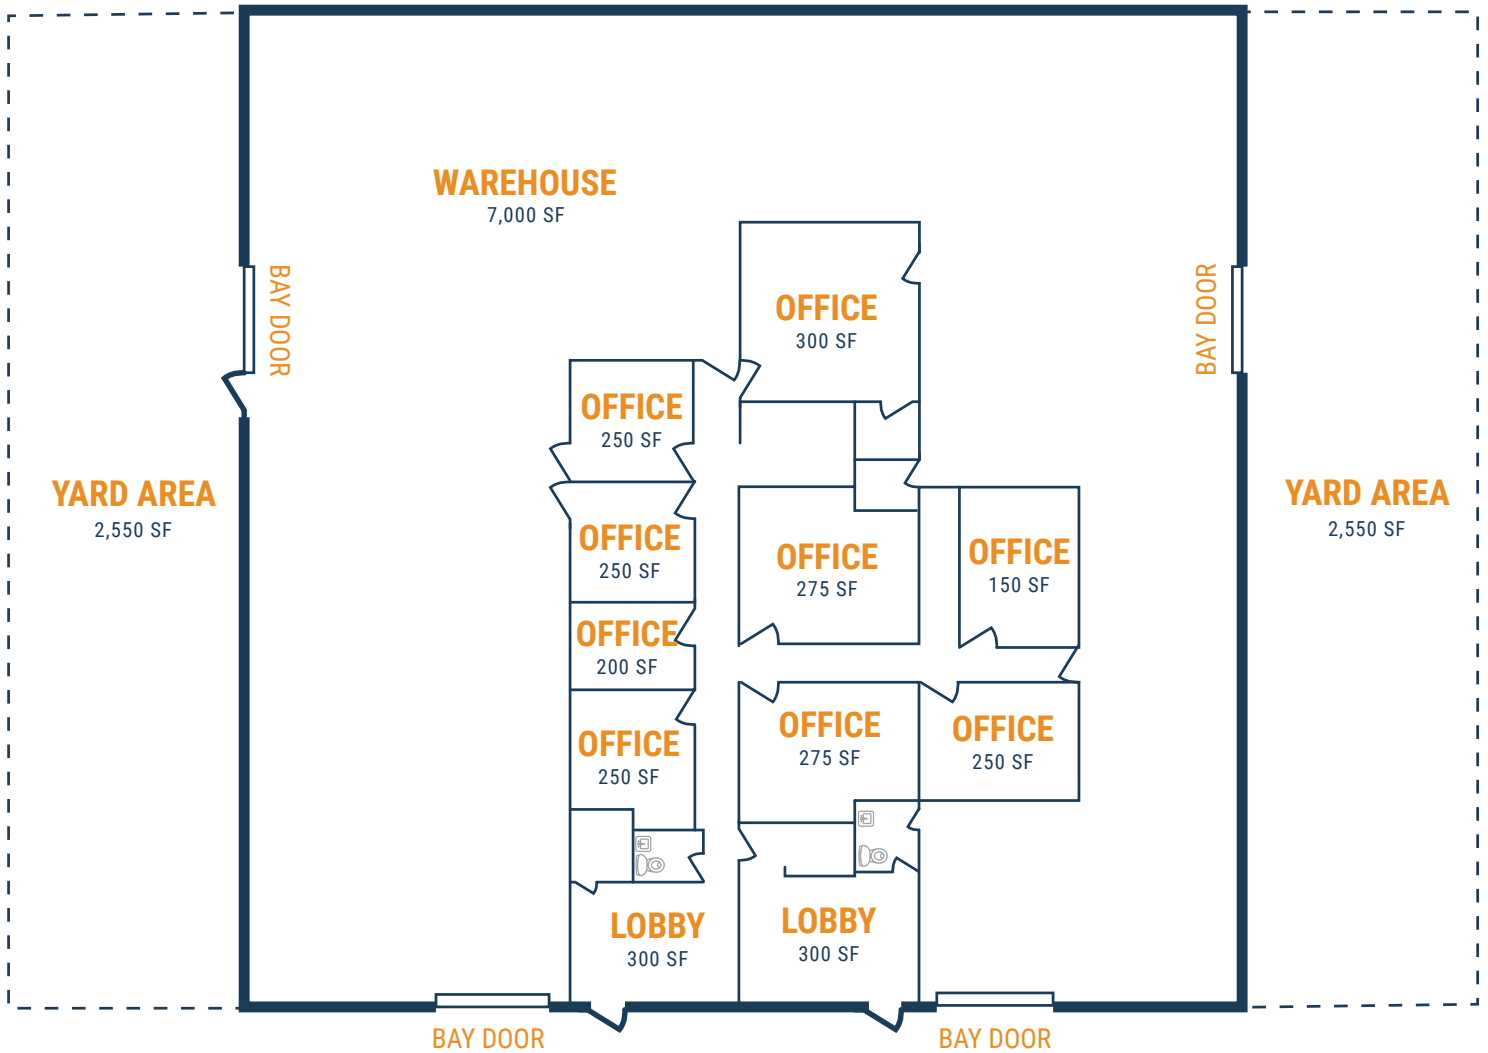 WAREHOUSE
7,000 SF
BAY DOOR
BAY DOOR
OFFICE
300 SF
OFFICE
250 SF
YARD AREA
2,550 SF
YARD AREA
2,550 SF
OFFICE
250 SF
OFFICE
275 SF
OFFICE
150 SF
OFFICE
200 SF
OFFICE
250 SF
OFFICE
275 SF
OFFICE
250 SF
LOBBY
300 SF
LOBBY
300 SF
BAY DOOR
BAY DOOR